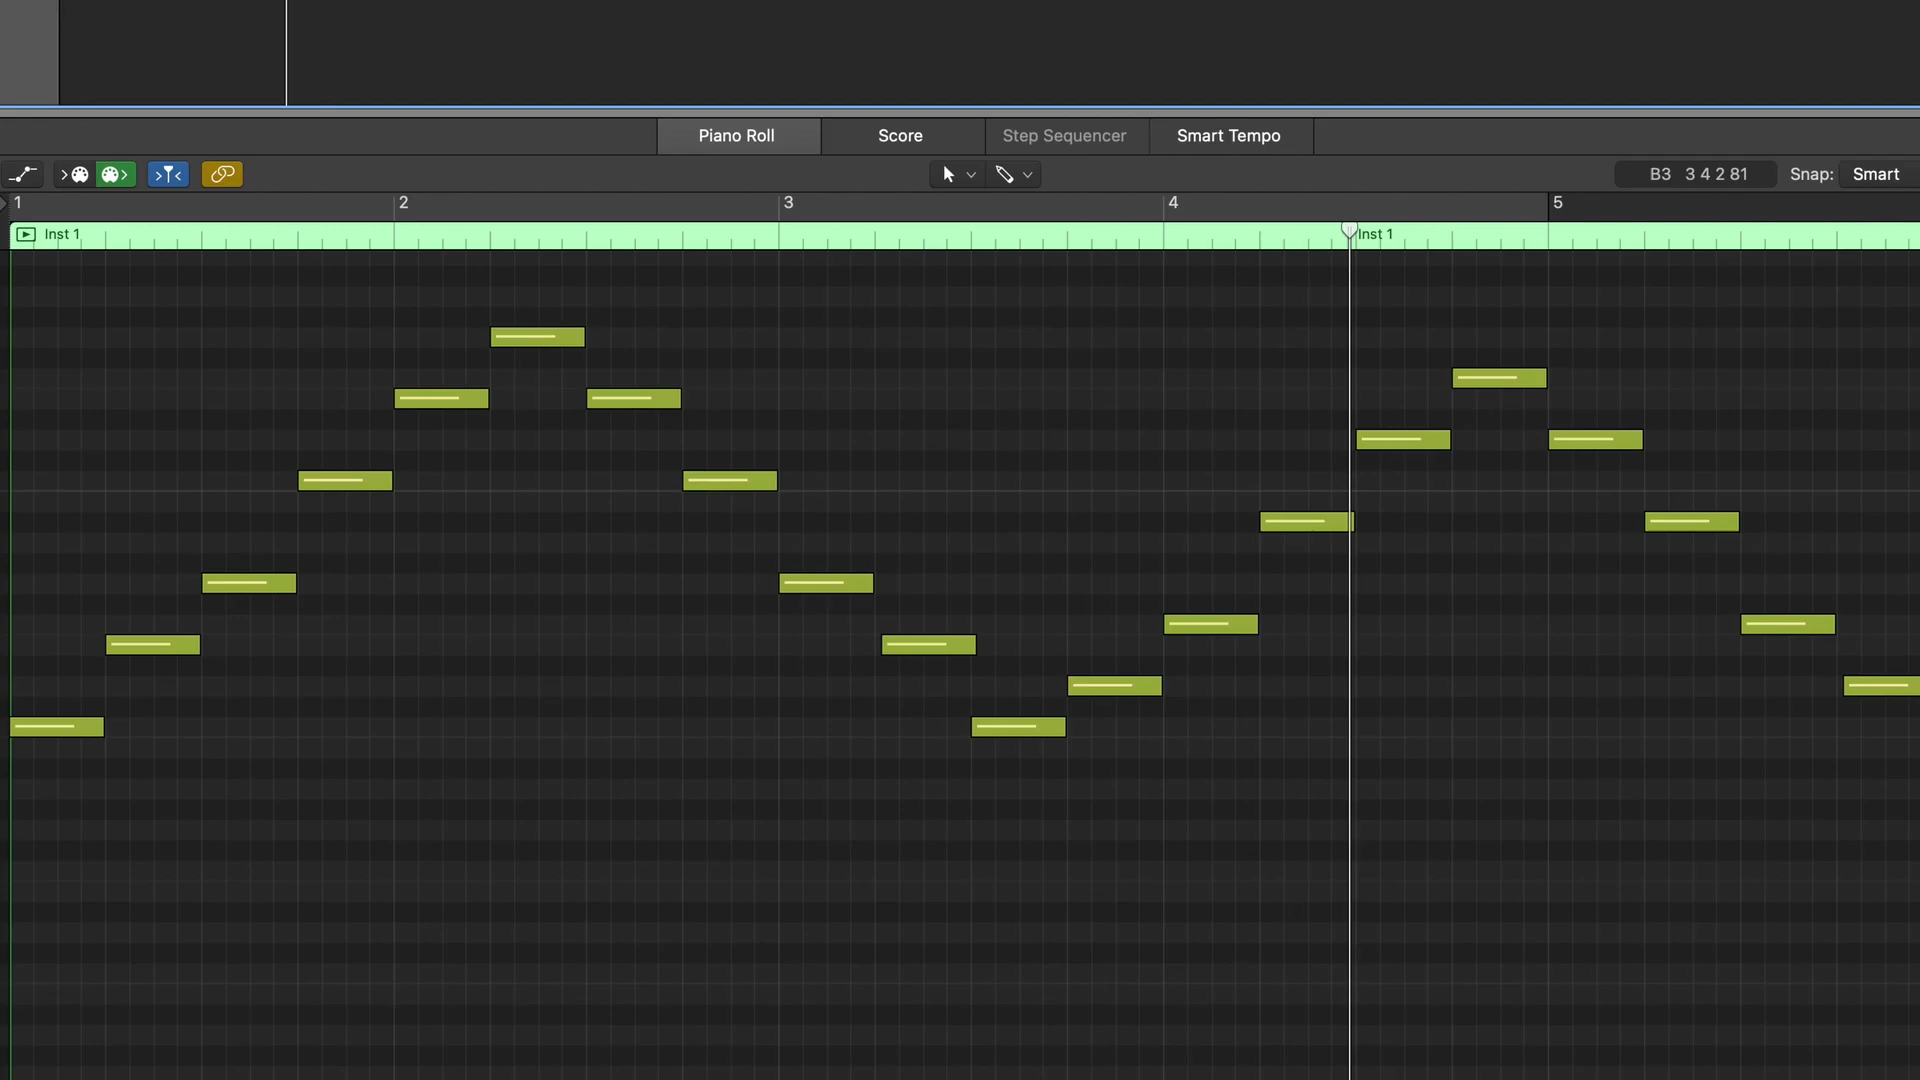 Piano Roll Score Step Sequencer Smart Tempo
B3 3 4 2 81 Snap: Smart
1 2 3 4 5
Inst 1 Inst 1